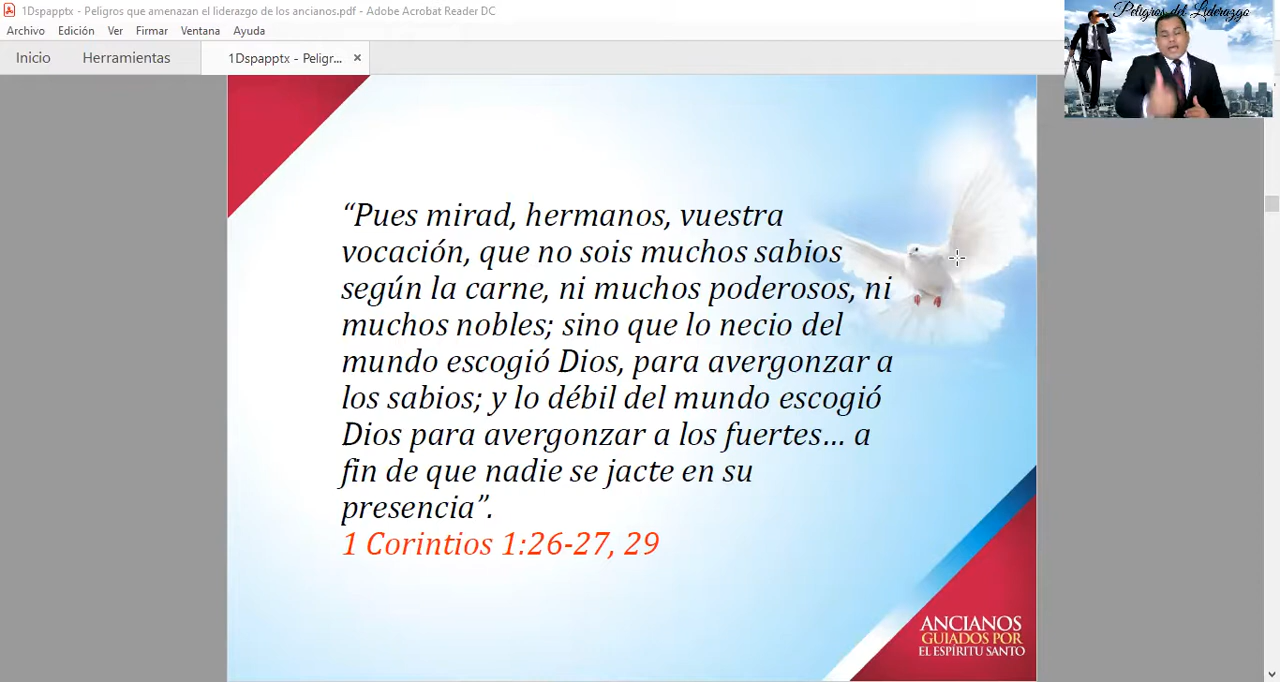 1Dspapptx - Peligros que amenazan el liderazgo de los ancianos.pdf - Adobe Acrobat Reader DC
Archivo Edición Ver Firmar Ventana Ayuda
Inicio Herramientas 1Dspapptx - Peligr... ×
Peligros del Liderazgo
“Pues mirad, hermanos, vuestra
vocación, que no sois muchos sabios
según la carne, ni muchos poderosos, ni
muchos nobles; sino que lo necio del
mundo escogió Dios, para avergonzar a
los sabios; y lo débil del mundo escogió
Dios para avergonzar a los fuertes... a
fin de que nadie se jacte en su
presencia”.
1 Corintios 1:26-27, 29
ANCIANOS
GUIADOS POR
EL ESPÍRITU SANTO